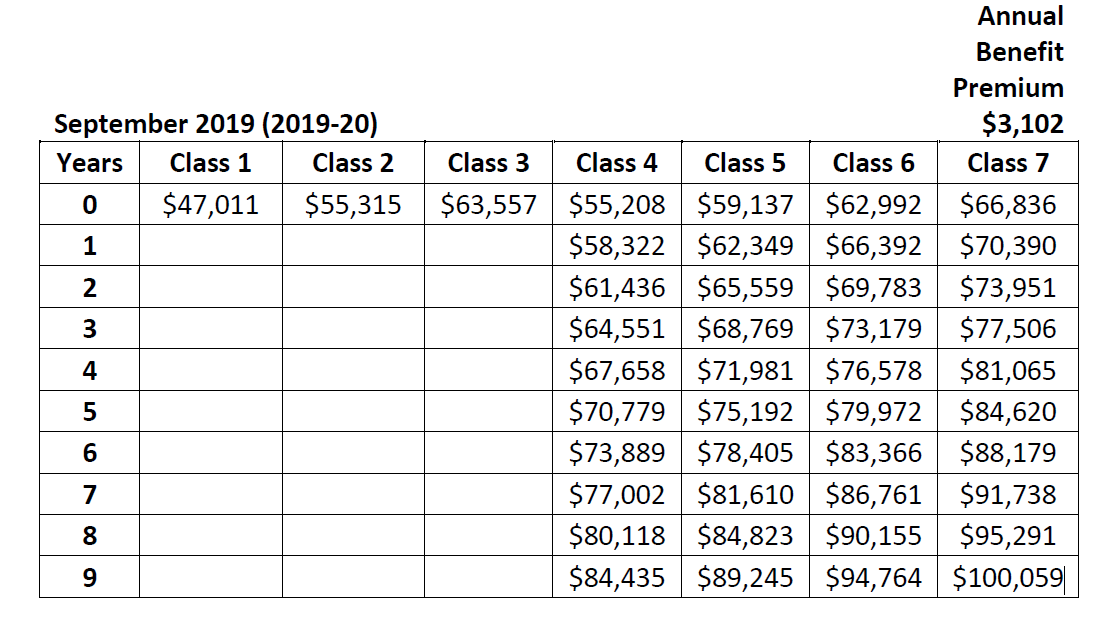 Annual
Benefit
Premium
September 2019 (2019-20) $3,102
Years Class 1 Class 2 Class 3 Class 4 Class 5 Class 6 Class 7
0 $47,011 $55,315 $63,557 $55,208 $59,137 $62,992 $66,836
1 $58,322 $62,349 $66,392 $70,390
2 $61,436 $65,559 $69,783 $73,951
3 $64,551 $68,769 $73,179 $77,506
4 $67,658 $71,981 $76,578 $81,065
5 $70,779 $75,192 $79,972 $84,620
6 $73,889 $78,405 $83,366 $88,179
7 $77,002 $81,610 $86,761 $91,738
8 $80,118 $84,823 $90,155 $95,291
9 $84,435 $89,245 $94,764 $100,059